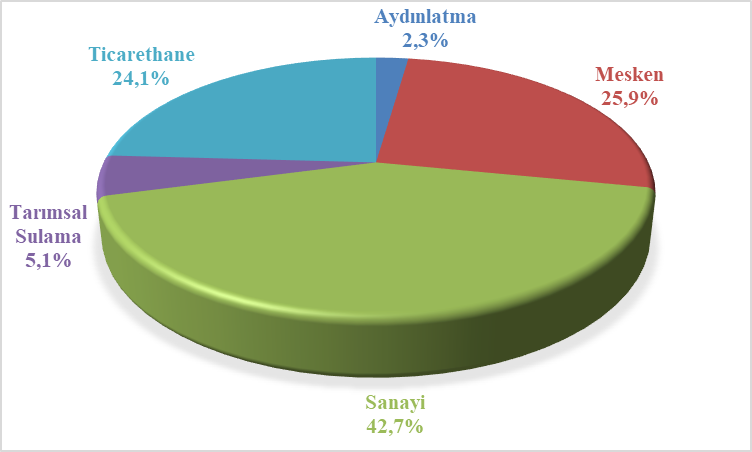 Aydınlatma
2,3%
Ticarethane
24,1%
Mesken
25,9%
Tarımsal
Sulama
5,1%
Sanayi
42,7%